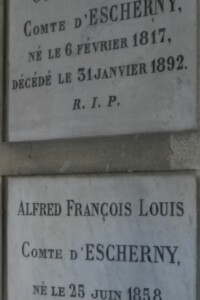 COMTE D'ESCHERNY,
NÉ LE 6 FÉVRIER 1817,
DÉCÉDÉ LE 31 JANVIER 1892.
R. I. P.
ALFRED FRANÇOIS LOUIS
COMTE D'ESCHERNY,
NÉ LE 25 JUIN 1858